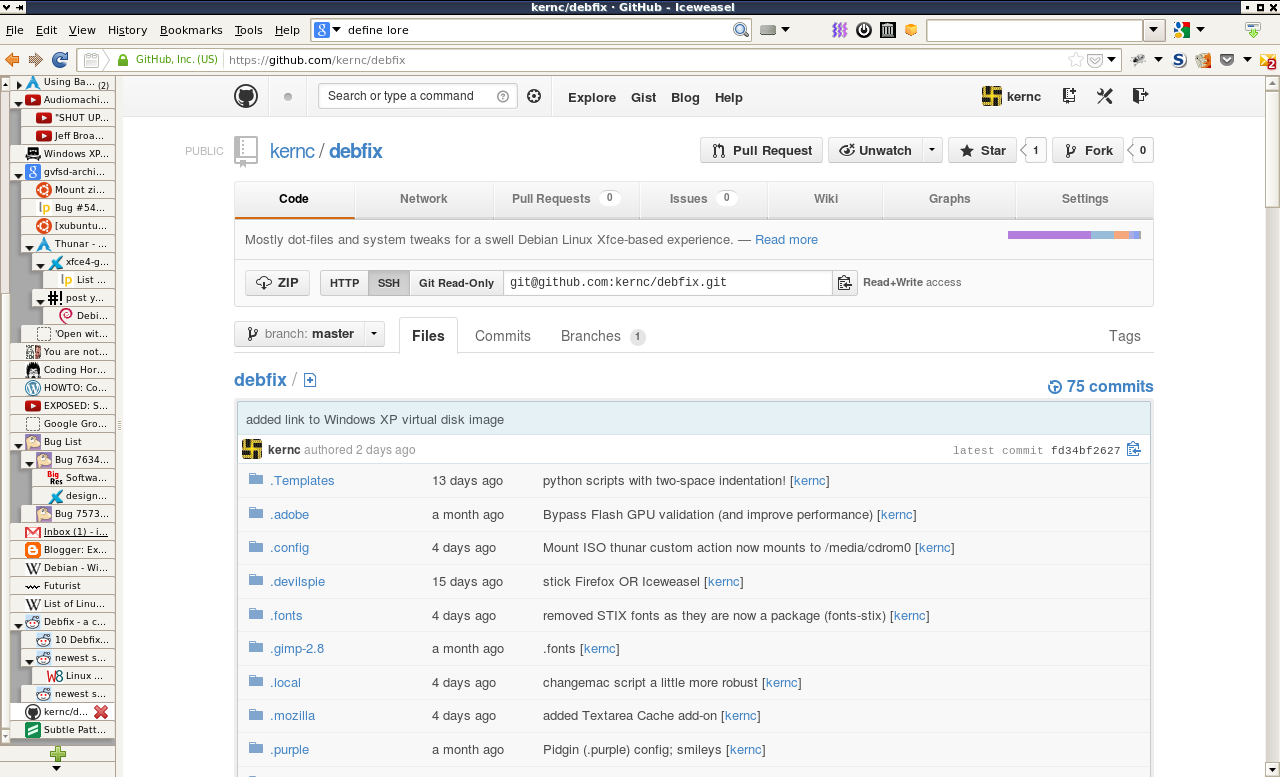 kernc/debfix · GitHub - Iceweasel
File Edit View History Bookmarks Tools Help define lore
GitHub, Inc. (US) https://github.com/kernc/debfix
Using Ba... (2)
Audiomachi...
"SHUT UP...
Jeff Broa...
Windows XP...
gvfsd-archi...
Mount zi...
Bug #54...
[xubuntu...
Thunar - ...
xfce4-g...
List ...
post y...
Debi...
'Open wit...
You are not...
Coding Hor...
HOWTO: Co...
EXPOSED: S...
Google Gro...
Bug List
Bug 7634...
Softwa...
design...
Bug 7573...
Inbox (1) - i...
Blogger: Ex...
Debian - Wi...
Futurist
List of Linu...
Debfix - a c...
10 Debfix...
newest s...
Linux ...
newest s...
kernc/d...
Subtle Patt...
Search or type a command Explore Gist Blog Help kernc
PUBLIC kernc / debfix Pull Request Unwatch Star 1 Fork 0
Code Network Pull Requests 0 Issues 0 Wiki Graphs Settings
Mostly dot-files and system tweaks for a swell Debian Linux Xfce-based experience. — Read more
ZIP HTTP SSH Git Read-Only git@github.com:kernc/debfix.git Read+Write access
branch: master Files Commits Branches 1 Tags
debfix / 75 commits
added link to Windows XP virtual disk image
kernc authored 2 days ago latest commit fd34bf2627
.Templates 13 days ago python scripts with two-space indentation! [kernc]
.adobe a month ago Bypass Flash GPU validation (and improve performance) [kernc]
.config 4 days ago Mount ISO thunar custom action now mounts to /media/cdrom0 [kernc]
.devilspie 15 days ago stick Firefox OR Iceweasel [kernc]
.fonts 4 days ago removed STIX fonts as they are now a package (fonts-stix) [kernc]
.gimp-2.8 a month ago .fonts [kernc]
.local 4 days ago changemac script a little more robust [kernc]
.mozilla 4 days ago added Textarea Cache add-on [kernc]
.purple a month ago Pidgin (.purple) config; smileys [kernc]